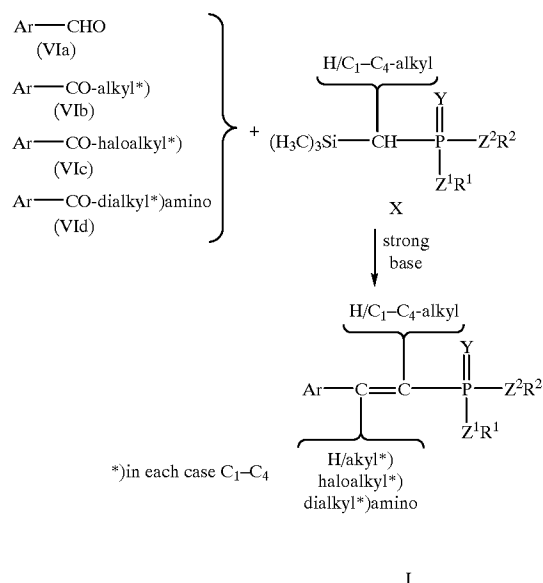 Ar—CHO
(VIa)
Ar—CO-alkyl*)
(VIb)
Ar—CO-haloalkyl*)
(VIc)
Ar—CO-dialkyl*)amino
(VId)
+
H/C₁–C₄-alkyl
Y
(H₃C)₃Si—CH—P—Z²R²
Z¹R¹
X
strong
base
H/C₁–C₄-alkyl
Y
Ar—C=C—P—Z²R²
Z¹R¹
*)in each case C₁–C₄
H/akyl*)
haloalkyl*)
dialkyl*)amino
I